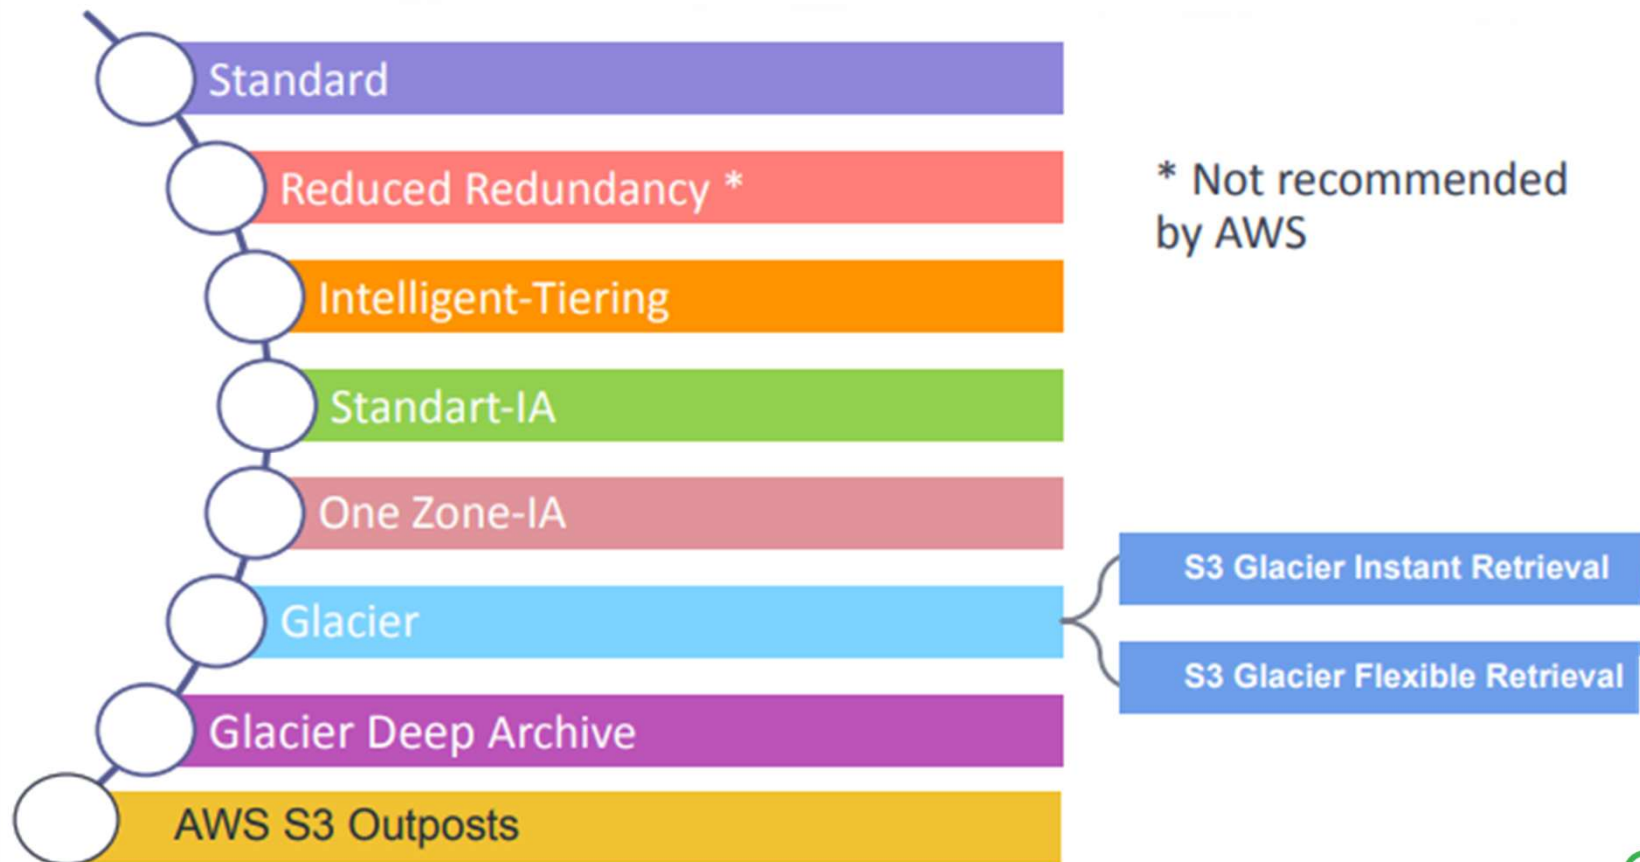 Standard
Reduced Redundancy *
* Not recommended
by AWS
Intelligent-Tiering
Standart-IA
One Zone-IA
Glacier
S3 Glacier Instant Retrieval
S3 Glacier Flexible Retrieval
Glacier Deep Archive
AWS S3 Outposts